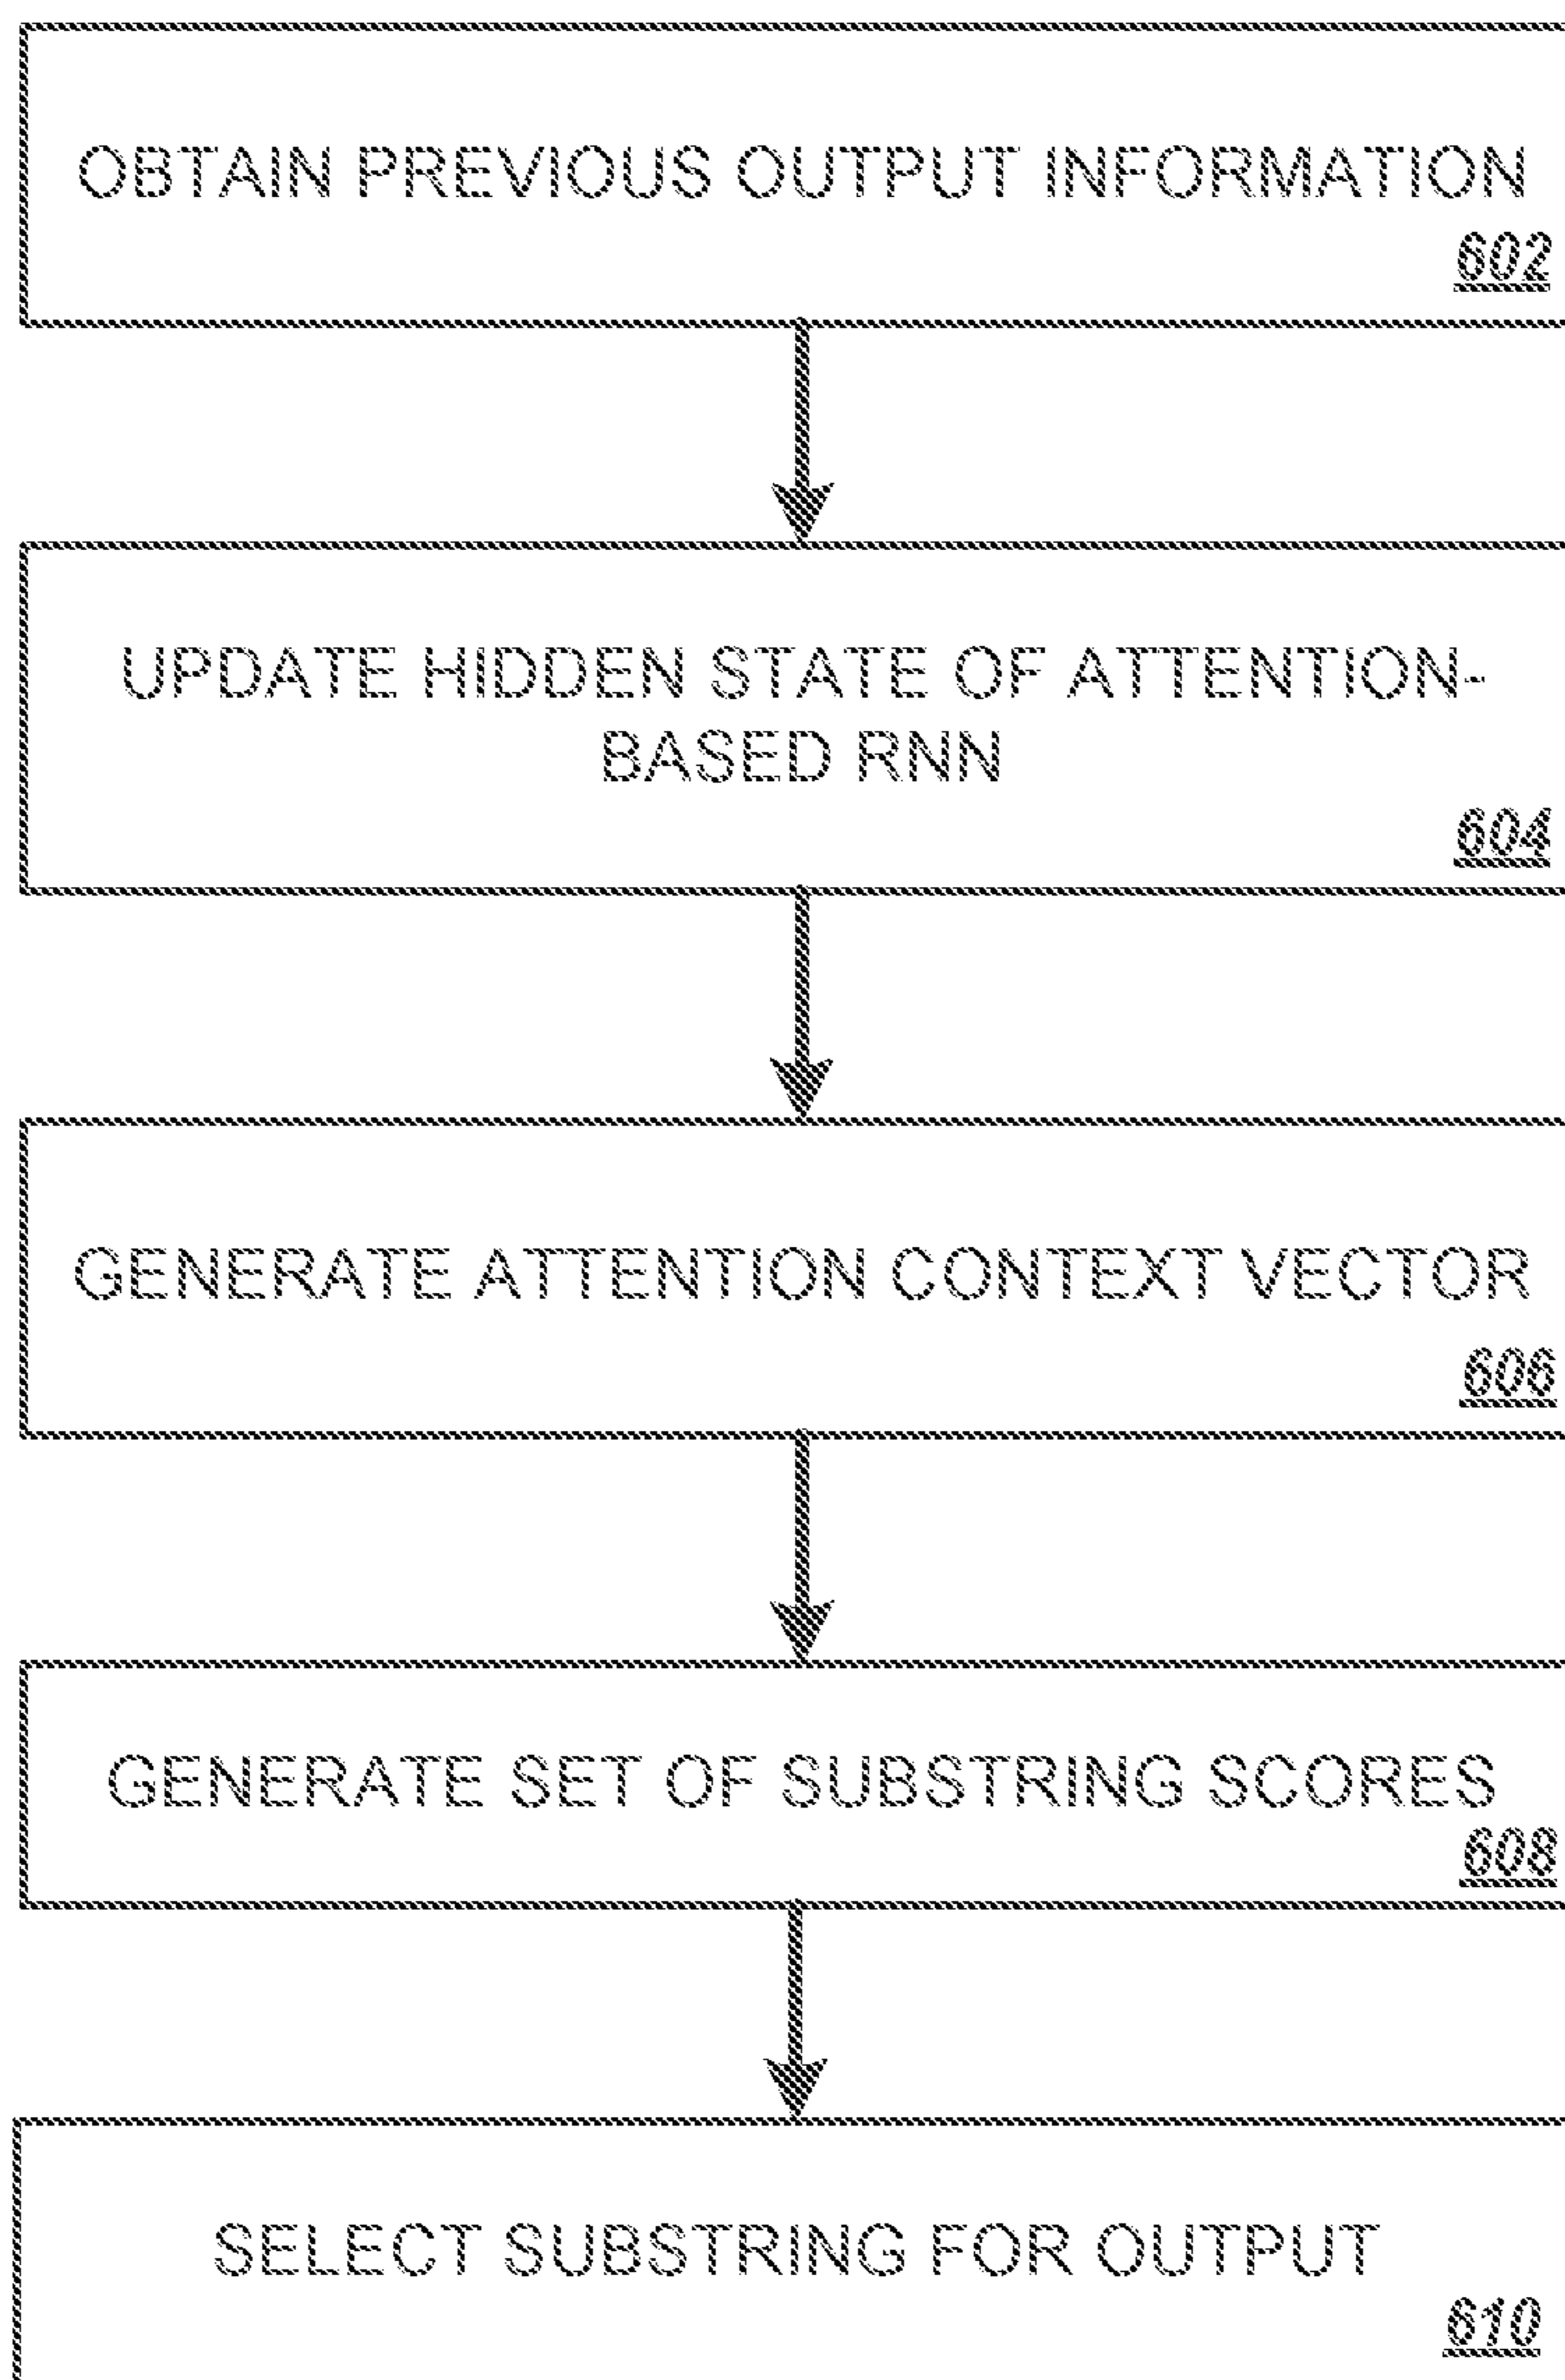 OBTAIN PREVIOUS OUTPUT INFORMATION
602
UPDATE HIDDEN STATE OF ATTENTION-
BASED RNN
604
GENERATE ATTENTION CONTEXT VECTOR
606
GENERATE SET OF SUBSTRING SCORES
608
SELECT SUBSTRING FOR OUTPUT
610